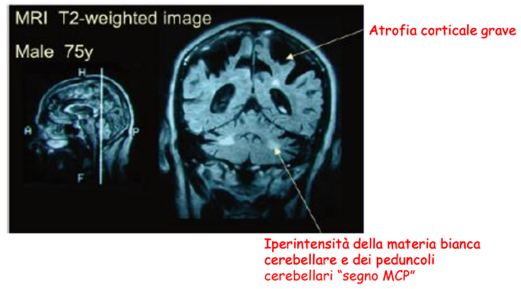 MRI T2-weighted image
Male 75y
H
A
P
F
Atrofia corticale grave
Iperintensità della materia bianca
cerebellare e dei peduncoli
cerebellari “segno MCP”